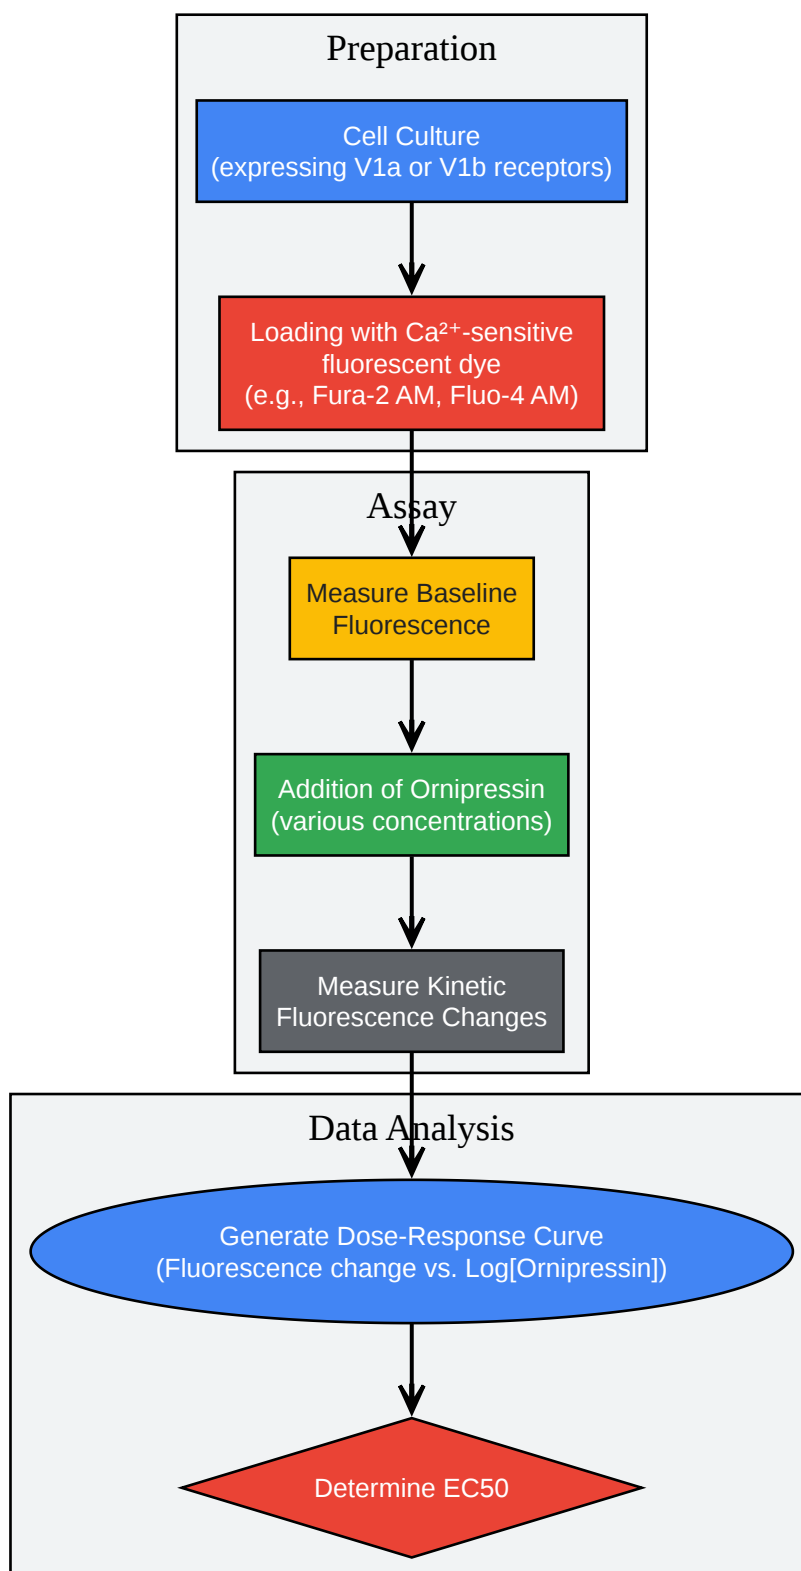 Preparation
Cell Culture
(expressing V1a or V1b receptors)
Loading with Ca²⁺-sensitive
fluorescent dye
(e.g., Fura-2 AM, Fluo-4 AM)
Assay
Measure Baseline
Fluorescence
Addition of Ornipressin
(various concentrations)
Measure Kinetic
Fluorescence Changes
Data Analysis
Generate Dose-Response Curve
(Fluorescence change vs. Log[Ornipressin])
Determine EC50